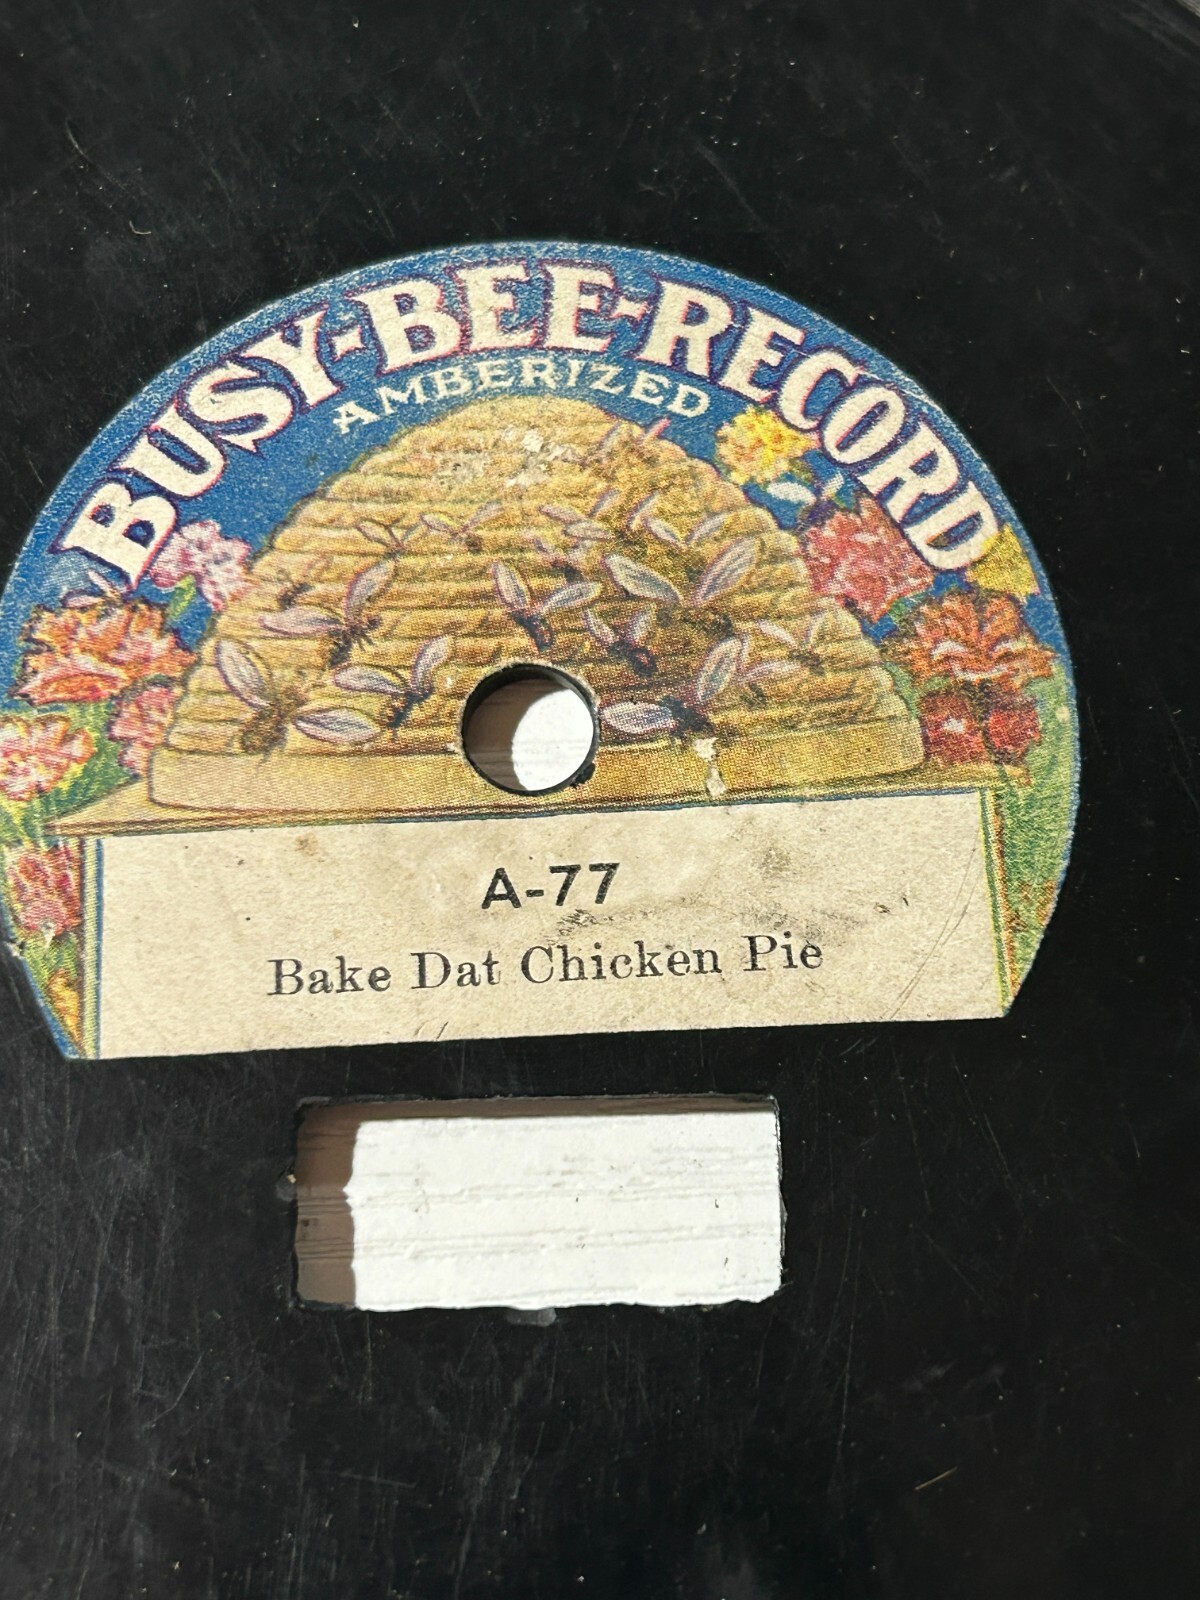 BUSY-BEE-RECORD
AMBERIZED
A-77
Bake Dat Chicken Pie